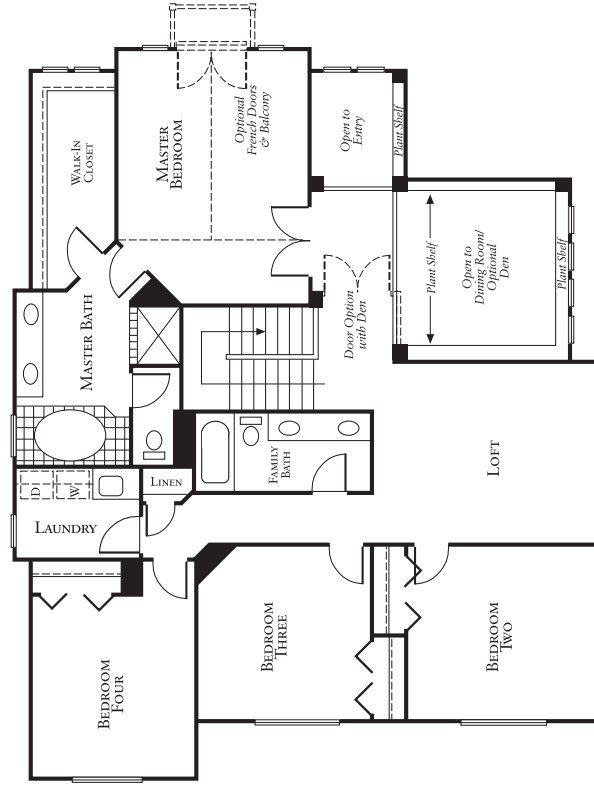 Optional
French Doors
& Balcony
Open to
Entry
Plant Shelf
WALK-IN
CLOSET
MASTER
BEDROOM
Plant Shelf
Open to
Dining Room/
Optional
Den
Plant Shelf
MASTER BATH
Door Option
with Den
FAMILY
BATH
LOFT
LINEN
D
W
LAUNDRY
BEDROOM
THREE
BEDROOM
TWO
BEDROOM
FOUR